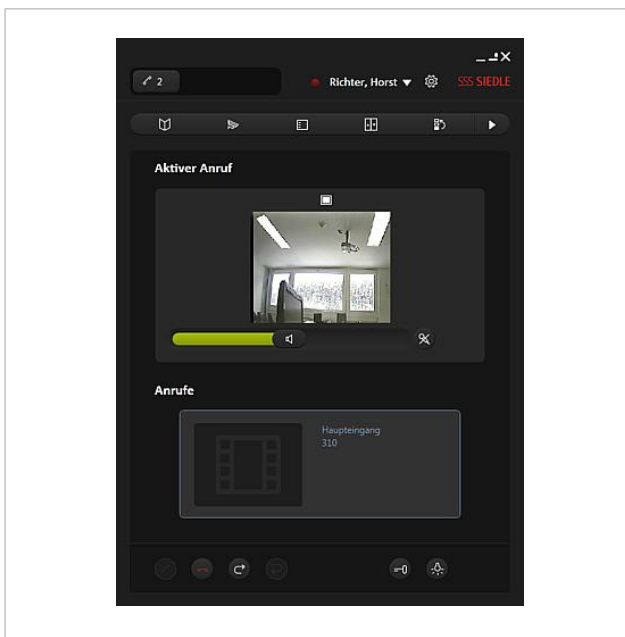 2
Richter, Horst
SSS SIEDLE
Aktiver Anruf
Anrufe
Haupteingang
310